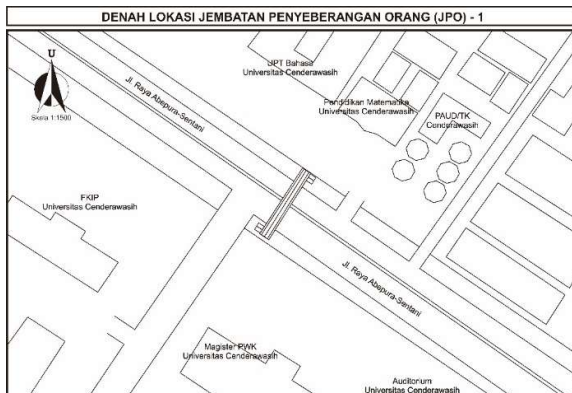 DENAH LOKASI JEMBATAN PENYEBERANGAN ORANG (JPO) - 1
U
Skala 1:1500
Jl. Raya Abepura-Sentani
UPT Bahasa
Universitas Cenderawasih
Pendidikan Matematika
Universitas Cenderawasih
PAUD/TK
Cenderawasih
FKIP
Universitas Cenderawasih
Jl. Raya Abepura-Sentani
Magister PWK
Universitas Cenderawasih
Auditorium
Universitas Cenderawasih